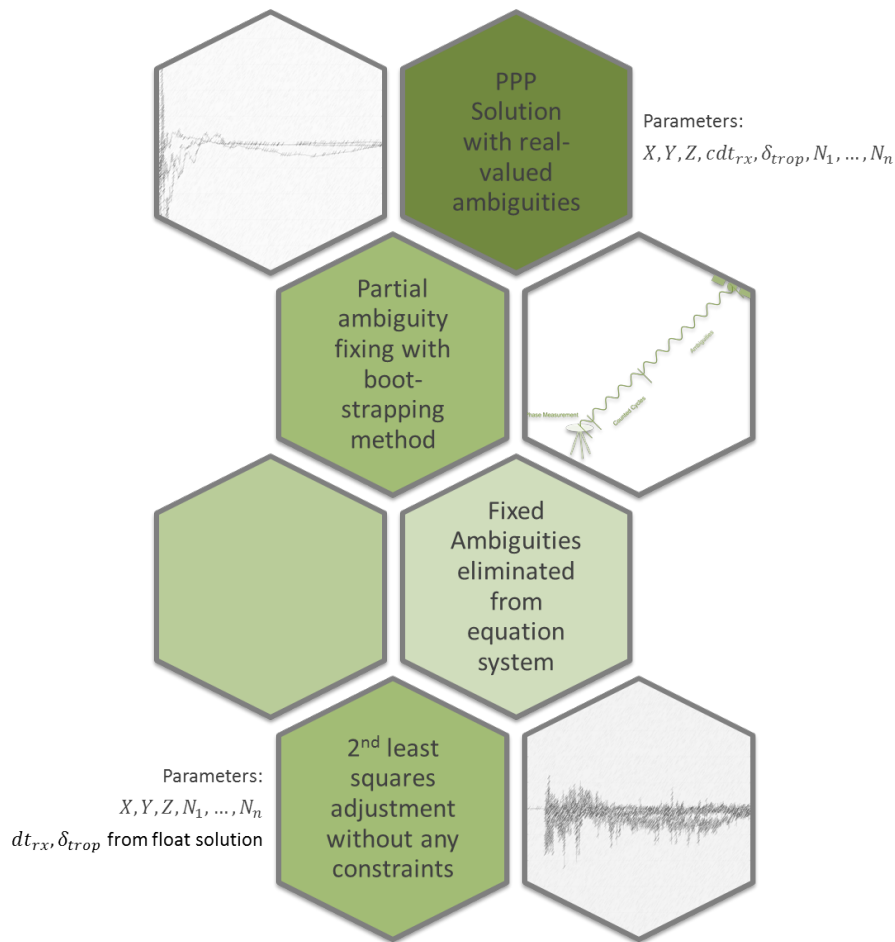 PPP
Solution
with real-
valued
ambiguities
Parameters:
X, Y, Z, cdt_rx, δ_trop, N_1, ..., N_n
Partial
ambiguity
fixing with
boot-
strapping
method
Ambiguities
Counted Cycles
hase Measurement
Fixed
Ambiguities
eliminated
from
equation
system
2nd least
squares
adjustment
without any
constraints
Parameters:
X, Y, Z, N_1, ..., N_n
dt_rx, δ_trop from float solution